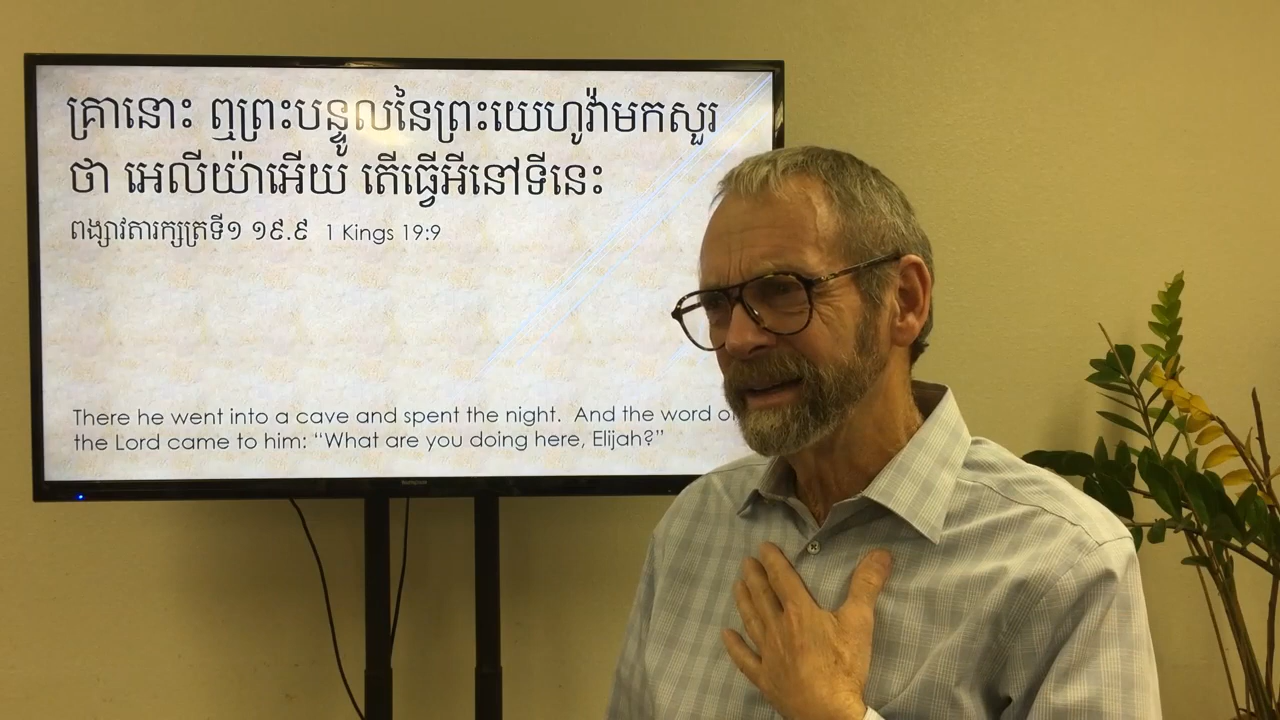 គ្រានោះ ឮព្រះបន្ទូលនៃព្រះយេហូវ៉ាមកសួរ
ថា អេលីយ៉ាអើយ តើធ្វើអីនៅទីនេះ
ពង្សាវតារក្សត្រទី១ ១៩.៩ 1 Kings 19:9
There he went into a cave and spent the night. And the word of
the Lord came to him: “What are you doing here, Elijah?”